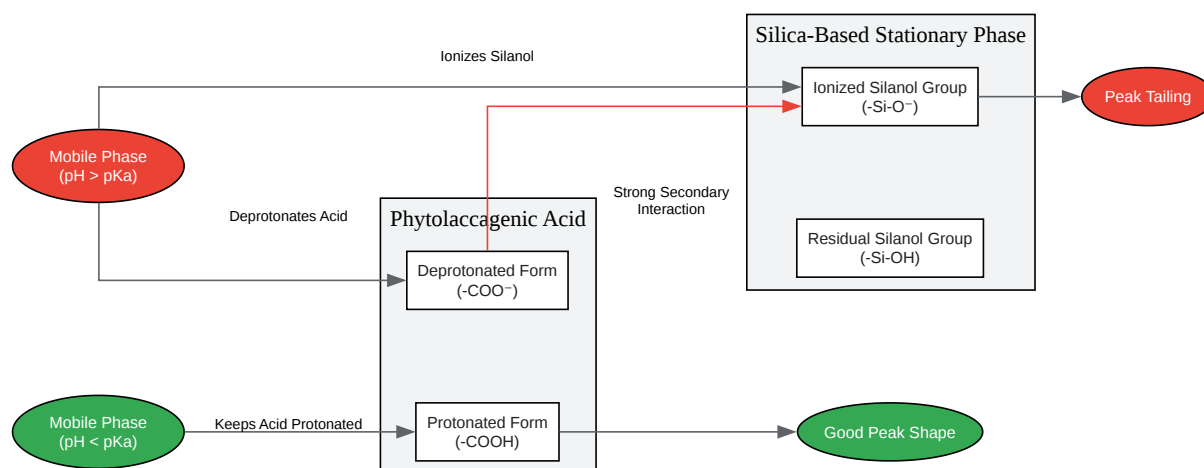 Silica-Based Stationary Phase
Ionizes Silanol
Ionized Silanol Group
(-Si-O⁻)
Peak Tailing
Mobile Phase
(pH > pKa)
Strong Secondary
Interaction
Deprotonates Acid
Phytolaccagenic Acid
Residual Silanol Group
(-Si-OH)
Deprotonated Form
(-COO⁻)
Mobile Phase
(pH < pKa)
Keeps Acid Protonated
Protonated Form
(-COOH)
Good Peak Shape